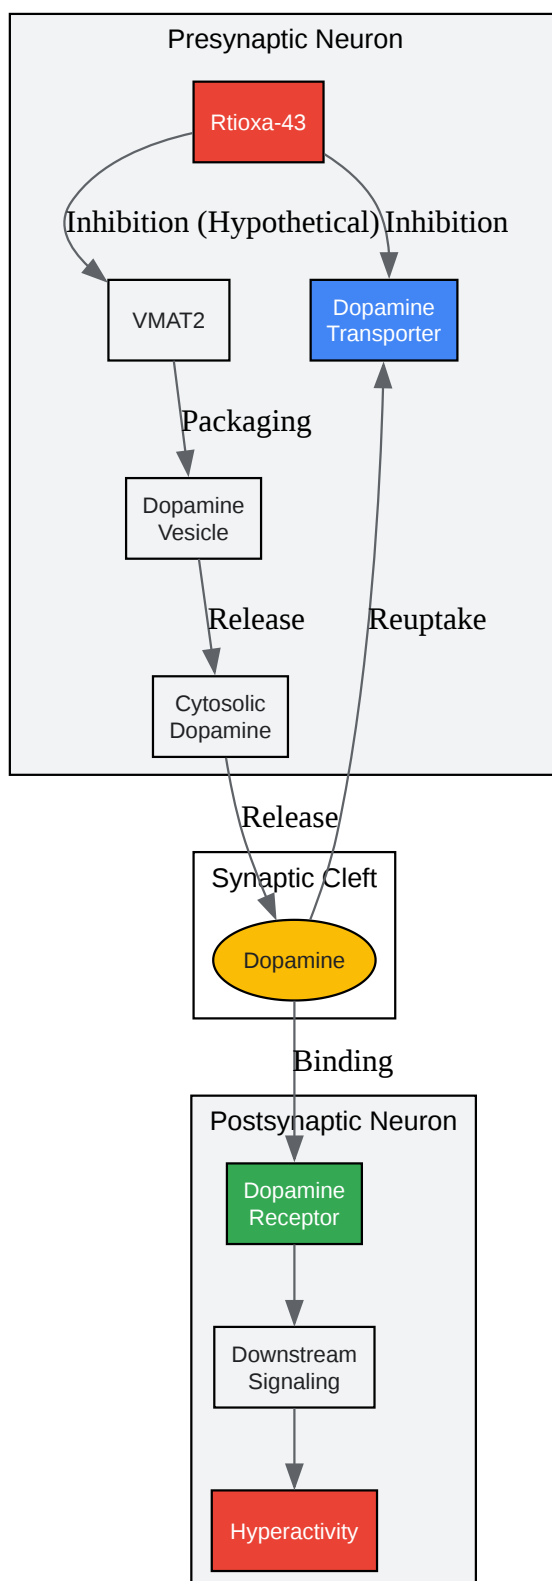 Presynaptic Neuron
Rtioxa-43
Inhibition (Hypothetical)
Inhibition
VMAT2
Dopamine
Transporter
Packaging
Dopamine
Vesicle
Release
Reuptake
Cytosolic
Dopamine
Release
Synaptic Cleft
Dopamine
Binding
Postsynaptic Neuron
Dopamine
Receptor
Downstream
Signaling
Hyperactivity